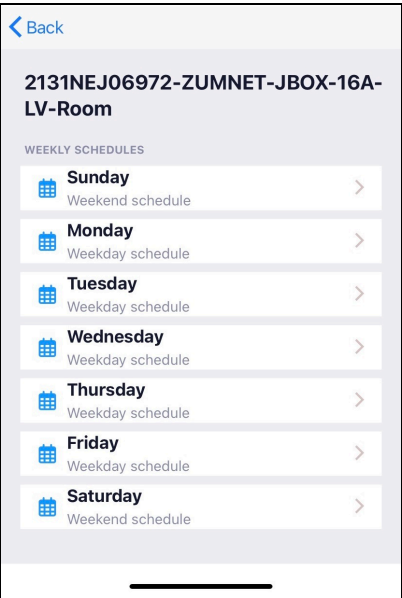 Back
2131NEJ06972-ZUMNET-JBOX-16A-
LV-Room
WEEKLY SCHEDULES
Sunday
Weekend schedule
Monday
Weekday schedule
Tuesday
Weekday schedule
Wednesday
Weekday schedule
Thursday
Weekday schedule
Friday
Weekday schedule
Saturday
Weekend schedule